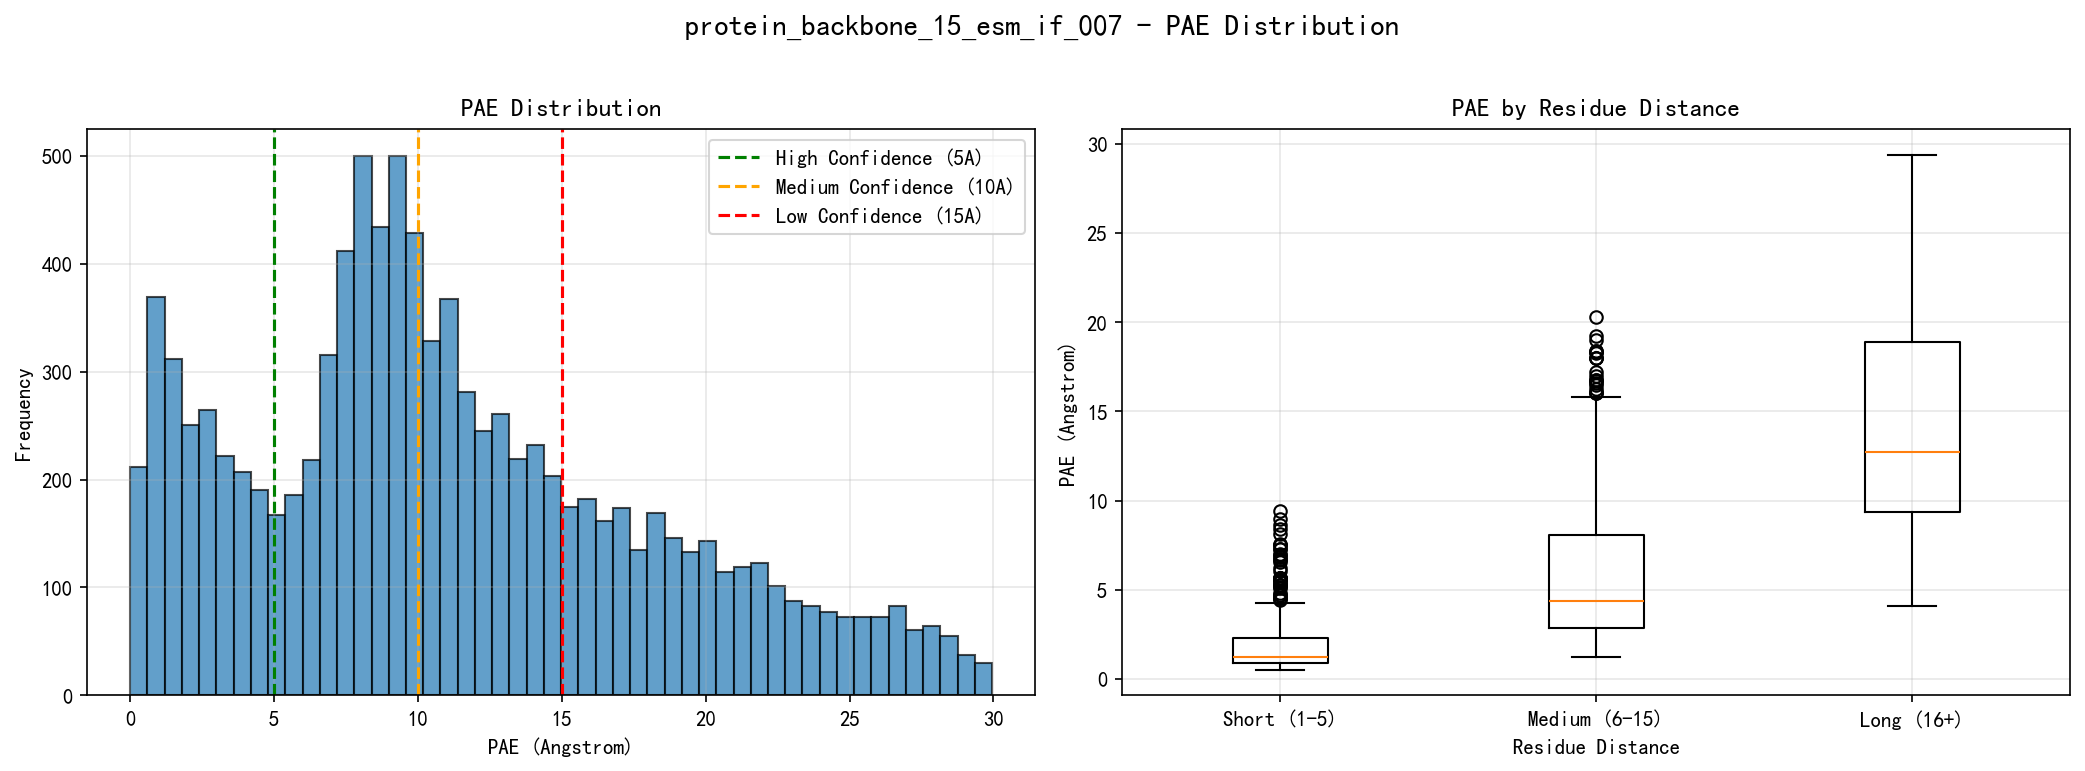 protein_backbone_15_esm_if_007 - PAE Distribution
PAE Distribution
500
400
300
200
100
0
Frequency
0 5 10 15 20 25 30
PAE (Angstrom)
High Confidence (5A)
Medium Confidence (10A)
Low Confidence (15A)
PAE by Residue Distance
30
25
20
15
10
5
0
PAE (Angstrom)
Short (1-5) Medium (6-15) Long (16+)
Residue Distance